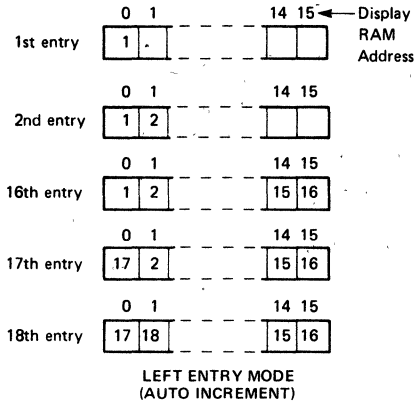 0 1 14 15 Display
RAM
Address
1st entry 1
0 1 14 15
2nd entry 1 2
0 1 14 15
16th entry 1 2 15 16
0 1 14 15
17th entry 17 2 15 16
0 1 14 15
18th entry 17 18 15 16
LEFT ENTRY MODE
(AUTO INCREMENT)